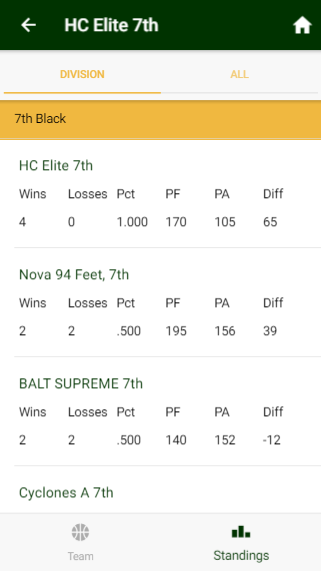 HC Elite 7th
DIVISION ALL
7th Black
HC Elite 7th
Wins Losses Pct PF PA Diff
4 0 1.000 170 105 65
Nova 94 Feet, 7th
Wins Losses Pct PF PA Diff
2 2 .500 195 156 39
BALT SUPREME 7th
Wins Losses Pct PF PA Diff
2 2 .500 140 152 -12
Cyclones A 7th
Team Standings